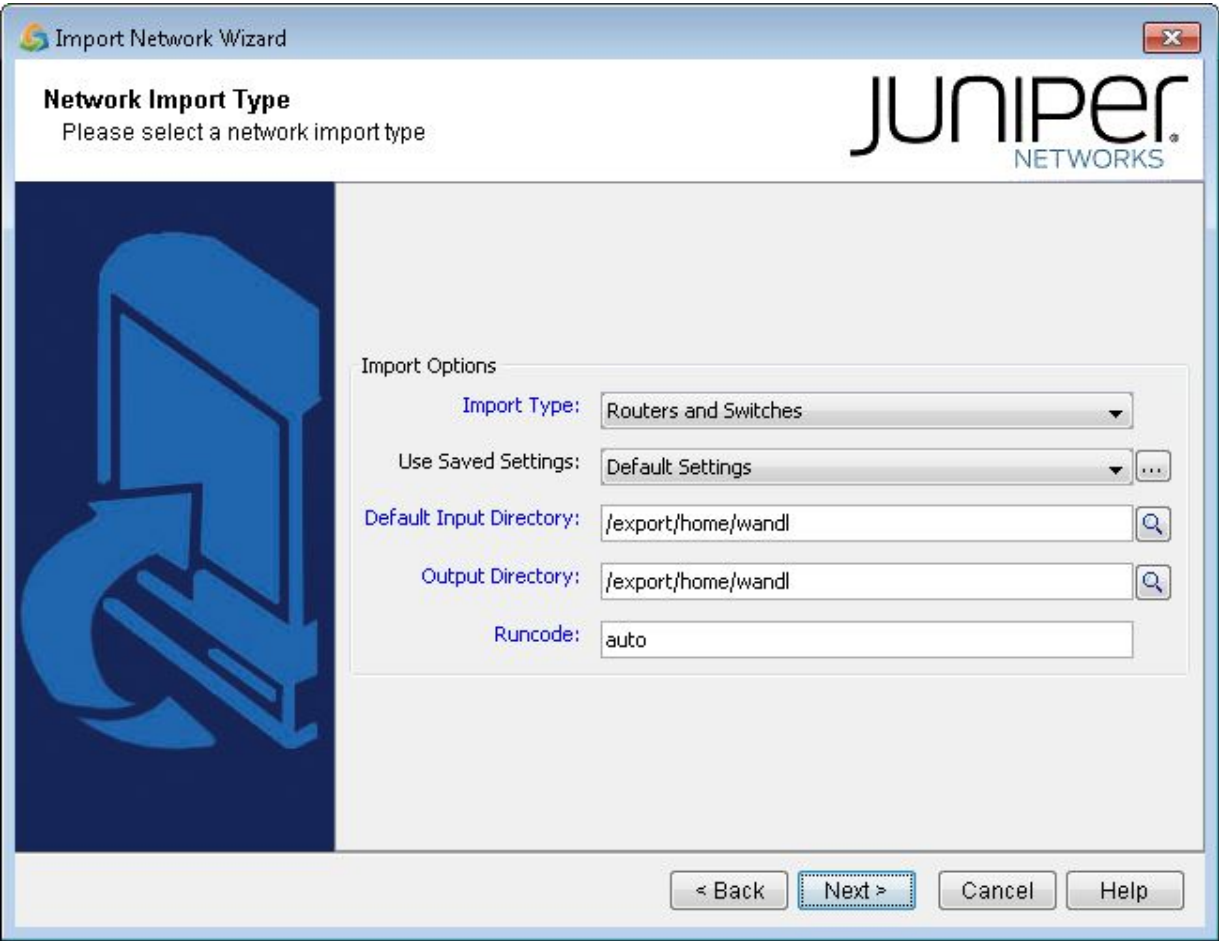 Import Network Wizard
Network Import Type
Please select a network import type
JUNIPER
NETWORKS
Import Options
Import Type: Routers and Switches
Use Saved Settings: Default Settings ...
Default Input Directory: /export/home/wandl
Output Directory: /export/home/wandl
Runcode: auto
< Back Next > Cancel Help